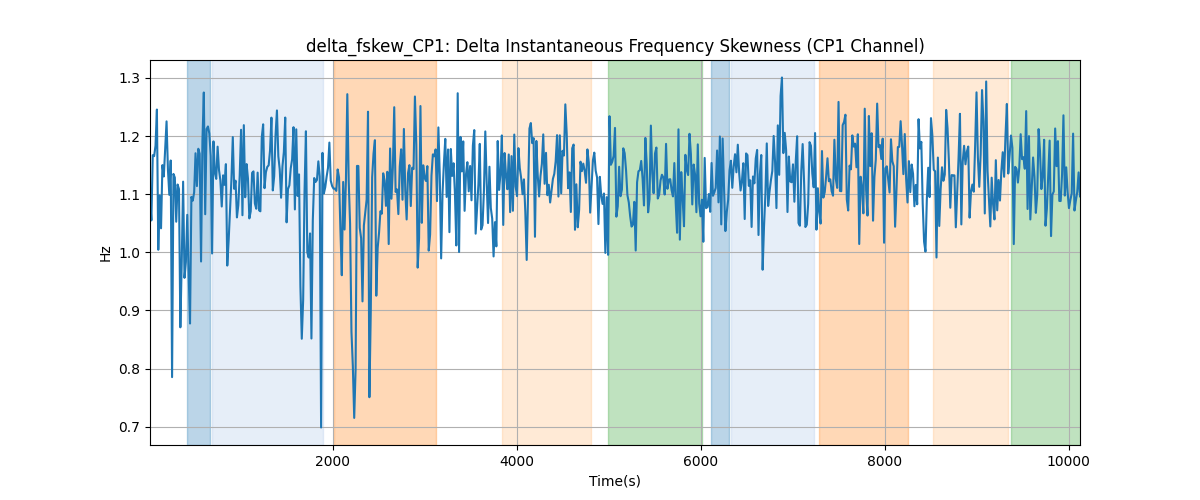 delta_fskew_CP1: Delta Instantaneous Frequency Skewness (CP1 Channel)
1.3
1.2
1.1
1.0
0.9
0.8
0.7
Hz
2000 4000 6000 8000 10000
Time(s)